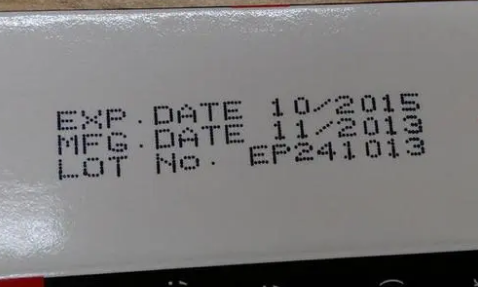 EXP.DATE 10/2015
MFG.DATE 11/2013
LOT No. EP241013